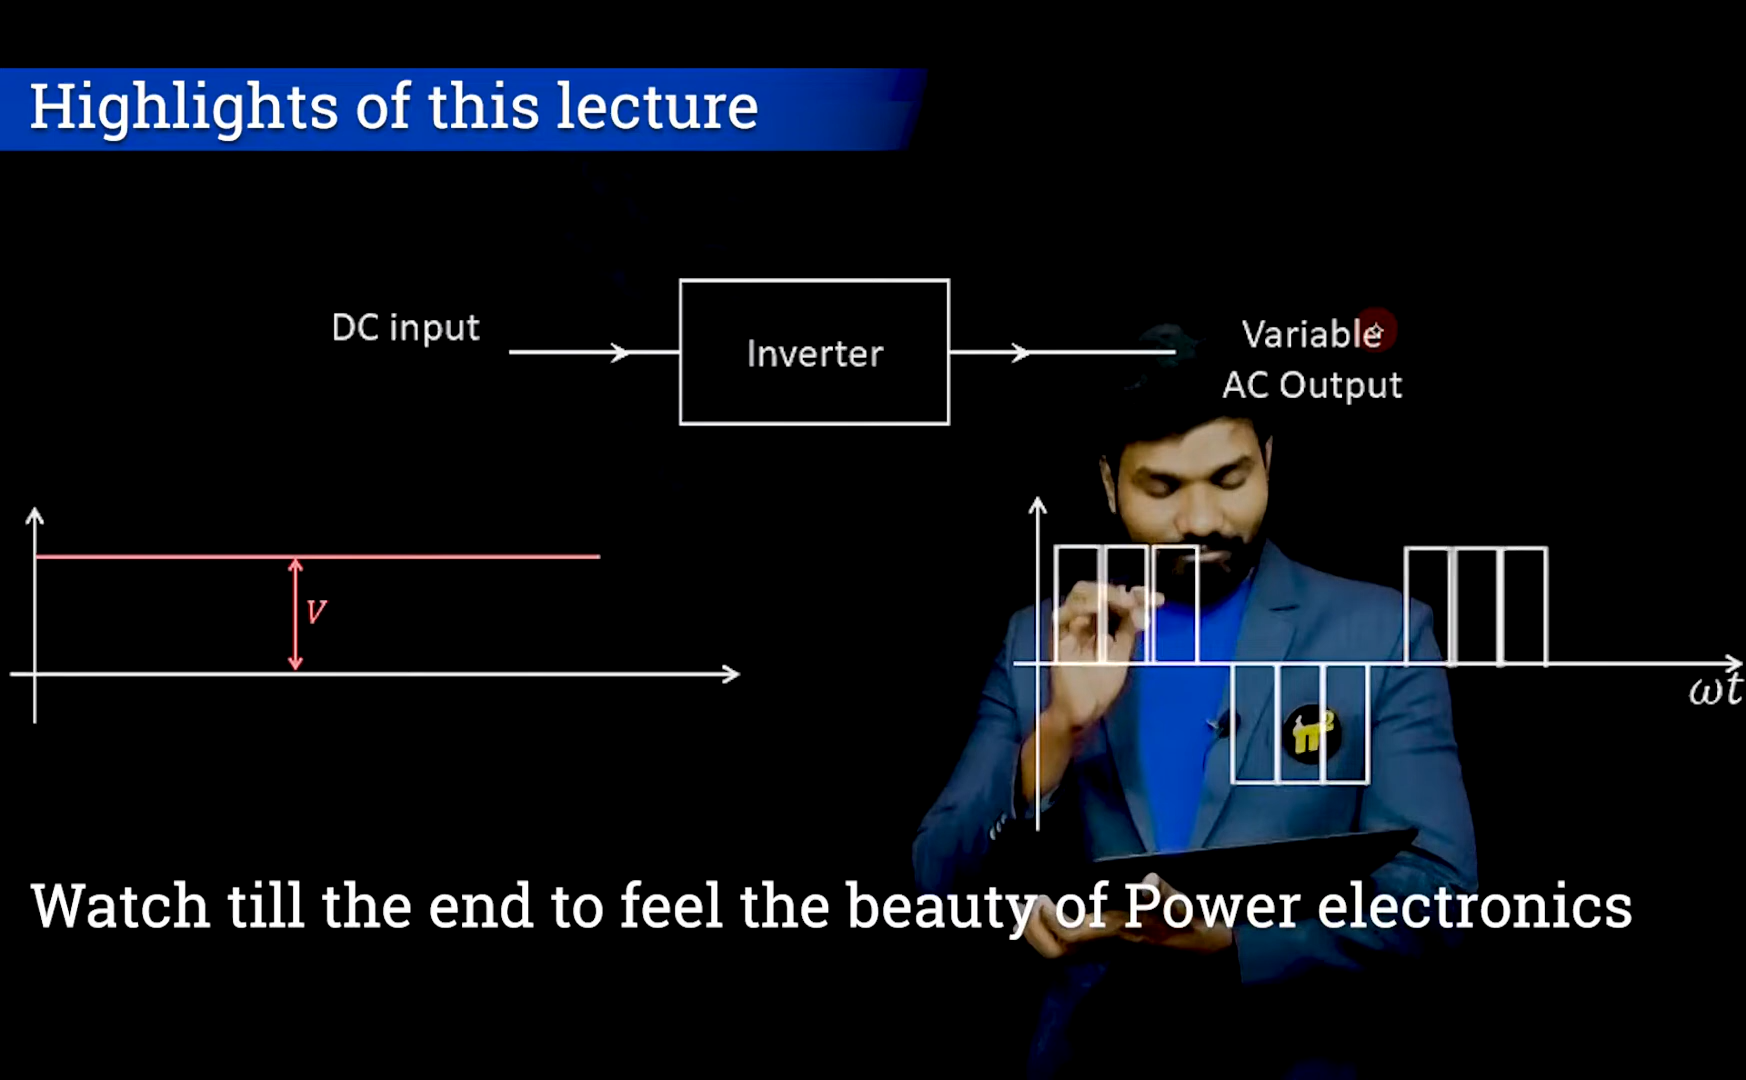 Highlights of this lecture
DC input
Inverter
Variable
AC Output
V
ωt
π²
Watch till the end to feel the beauty of Power electronics